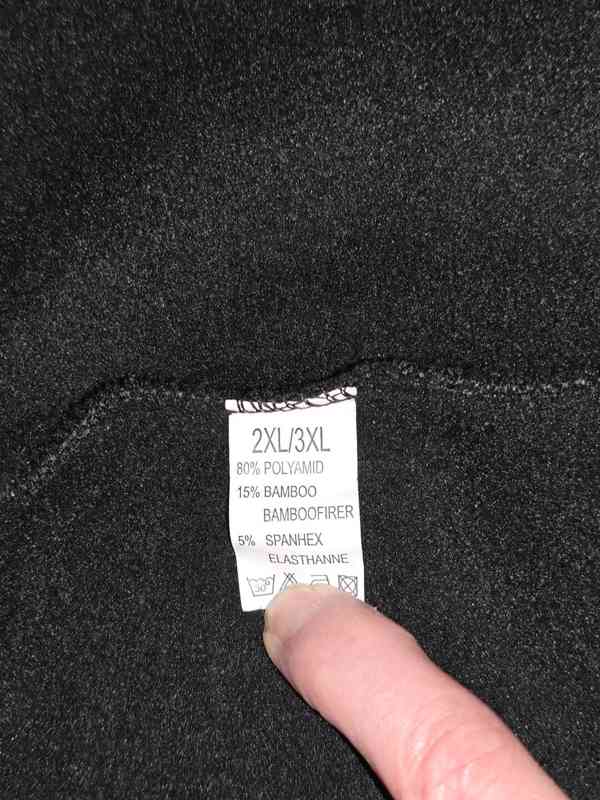 2XL/3XL
80% POLYAMID
15% BAMBOO
BAMBOOFIRER
5% SPANHEX
ELASTHANNE